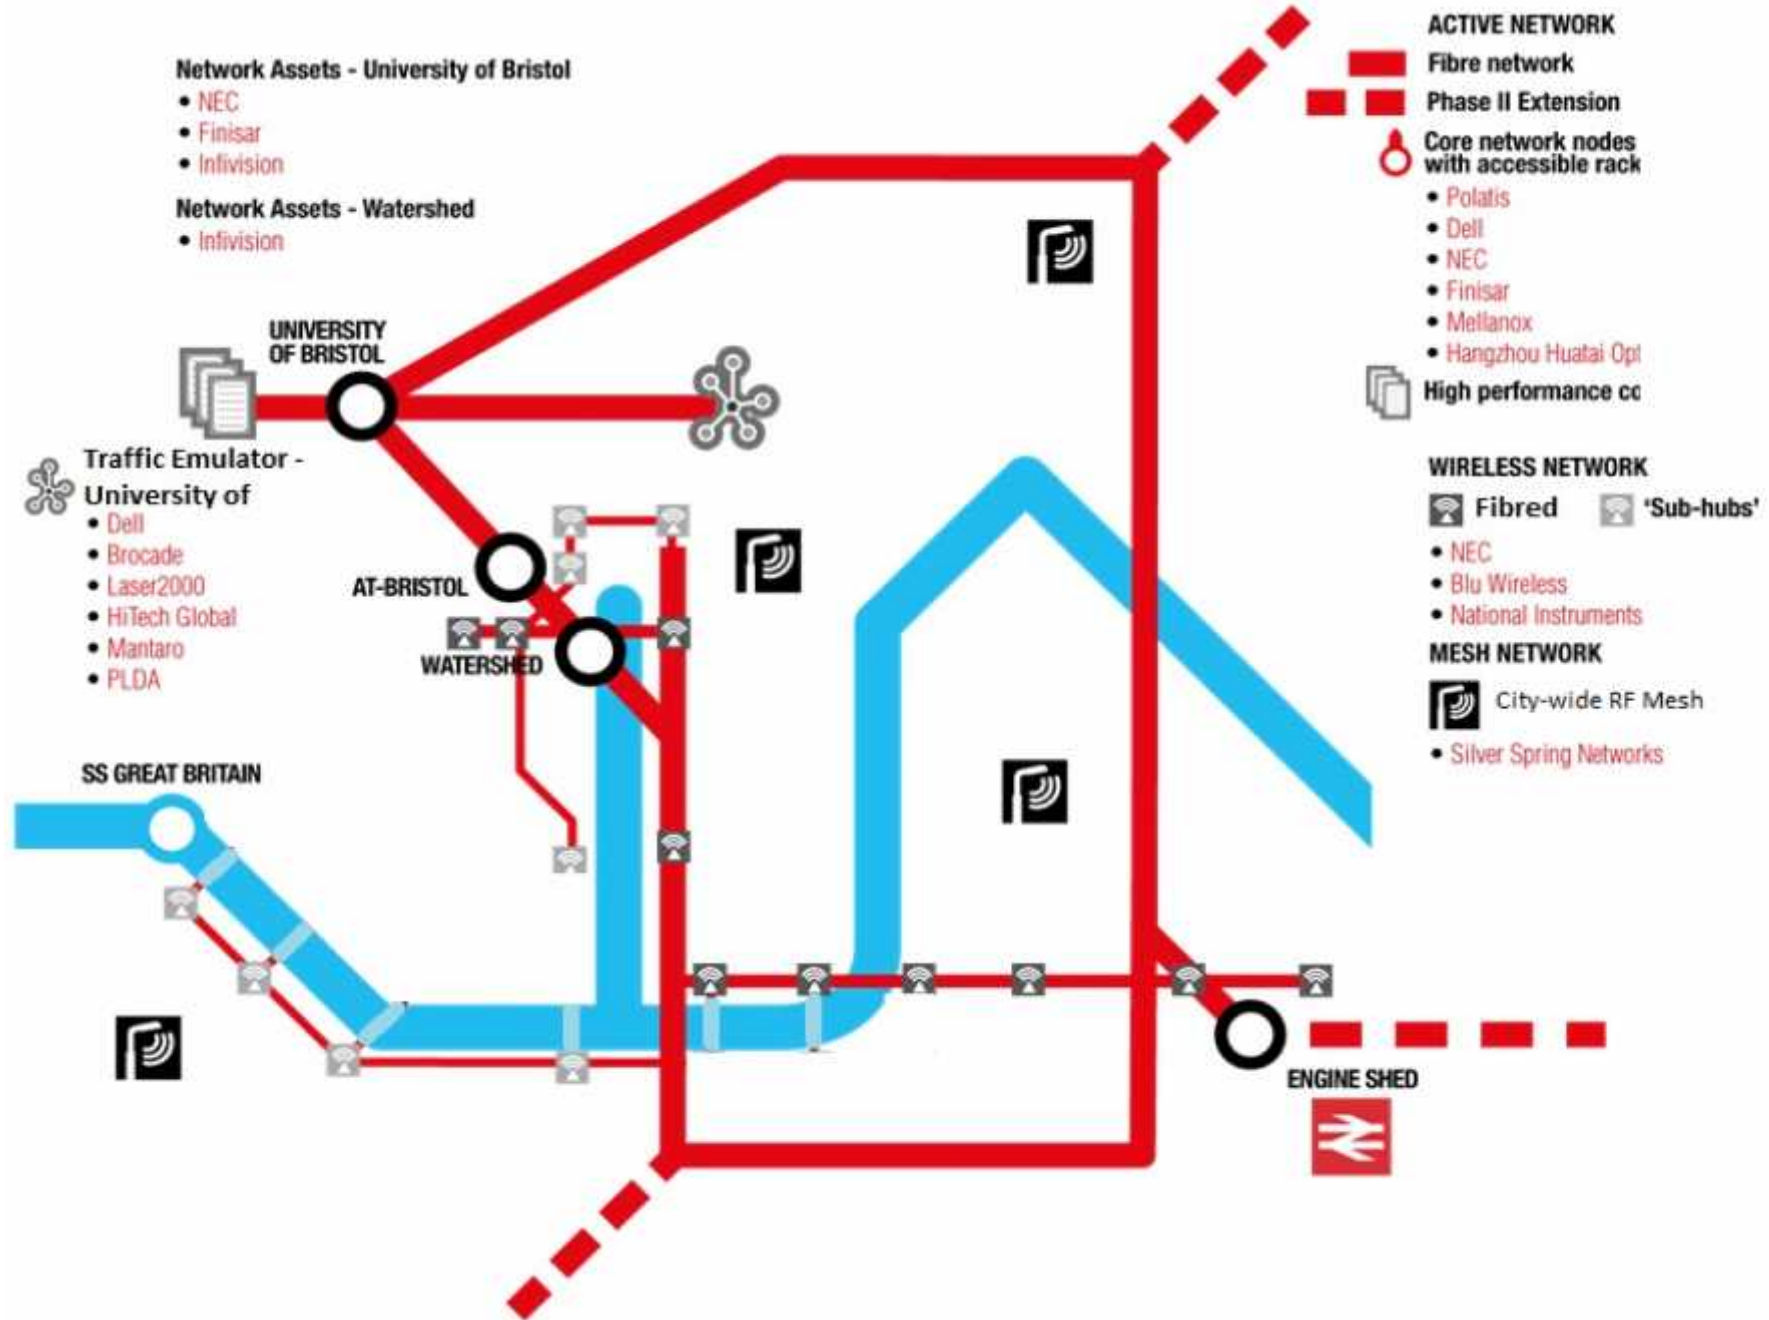 Network Assets - University of Bristol
• NEC
• Finisar
• Infivision
Network Assets - Watershed
• Infivision
UNIVERSITY
OF BRISTOL
Traffic Emulator -
University of
• Dell
• Brocade
• Laser2000
• HiTech Global
• Mantaro
• PLDA
AT-BRISTOL
WATERSHED
SS GREAT BRITAIN
ENGINE SHED
ACTIVE NETWORK
Fibre network
Phase II Extension
Core network nodes
with accessible rack
• Polatis
• Dell
• NEC
• Finisar
• Mellanox
• Hangzhou Huatai Opt
High performance co
WIRELESS NETWORK
Fibred 'Sub-hubs'
• NEC
• Blu Wireless
• National Instruments
MESH NETWORK
City-wide RF Mesh
• Silver Spring Networks